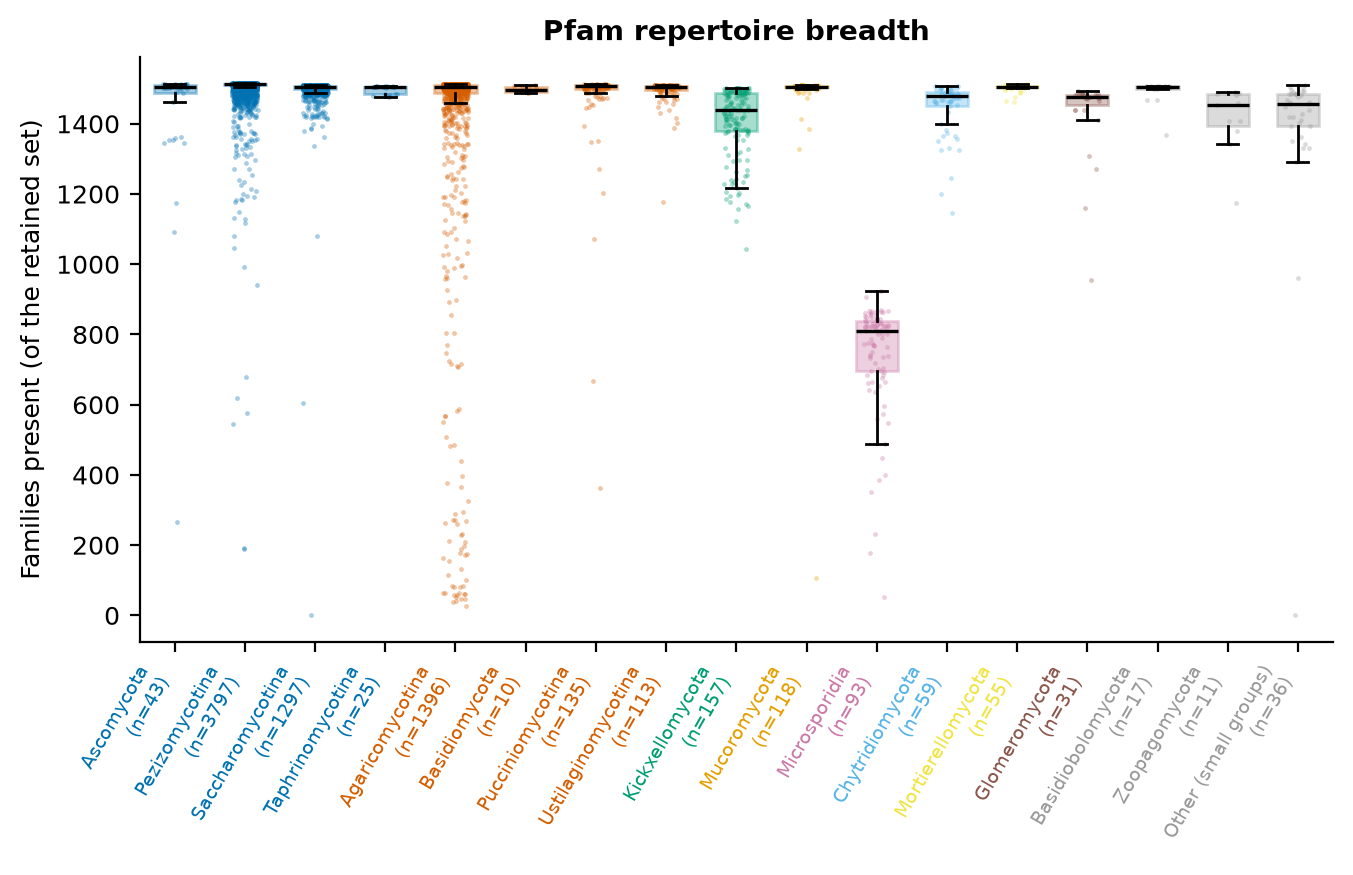 Pfam repertoire breadth
Families present (of the retained set)
1400
1200
1000
800
600
400
200
0
Ascomycota
(n=43)
Pezizomycotina
(n=3797)
Saccharomycotina
(n=1297)
Taphrinomycotina
(n=25)
Agaricomycotina
(n=1396)
Basidiomycota
(n=10)
Pucciniomycotina
(n=135)
Ustilaginomycotina
(n=113)
Kickxellomycota
(n=157)
Mucoromycota
(n=118)
Microsporidia
(n=93)
Chytridiomycota
(n=59)
Mortierellomycota
(n=55)
Glomeromycota
(n=31)
Basidiobolomycota
(n=17)
Zoopagomycota
(n=11)
Other (small groups)
(n=36)